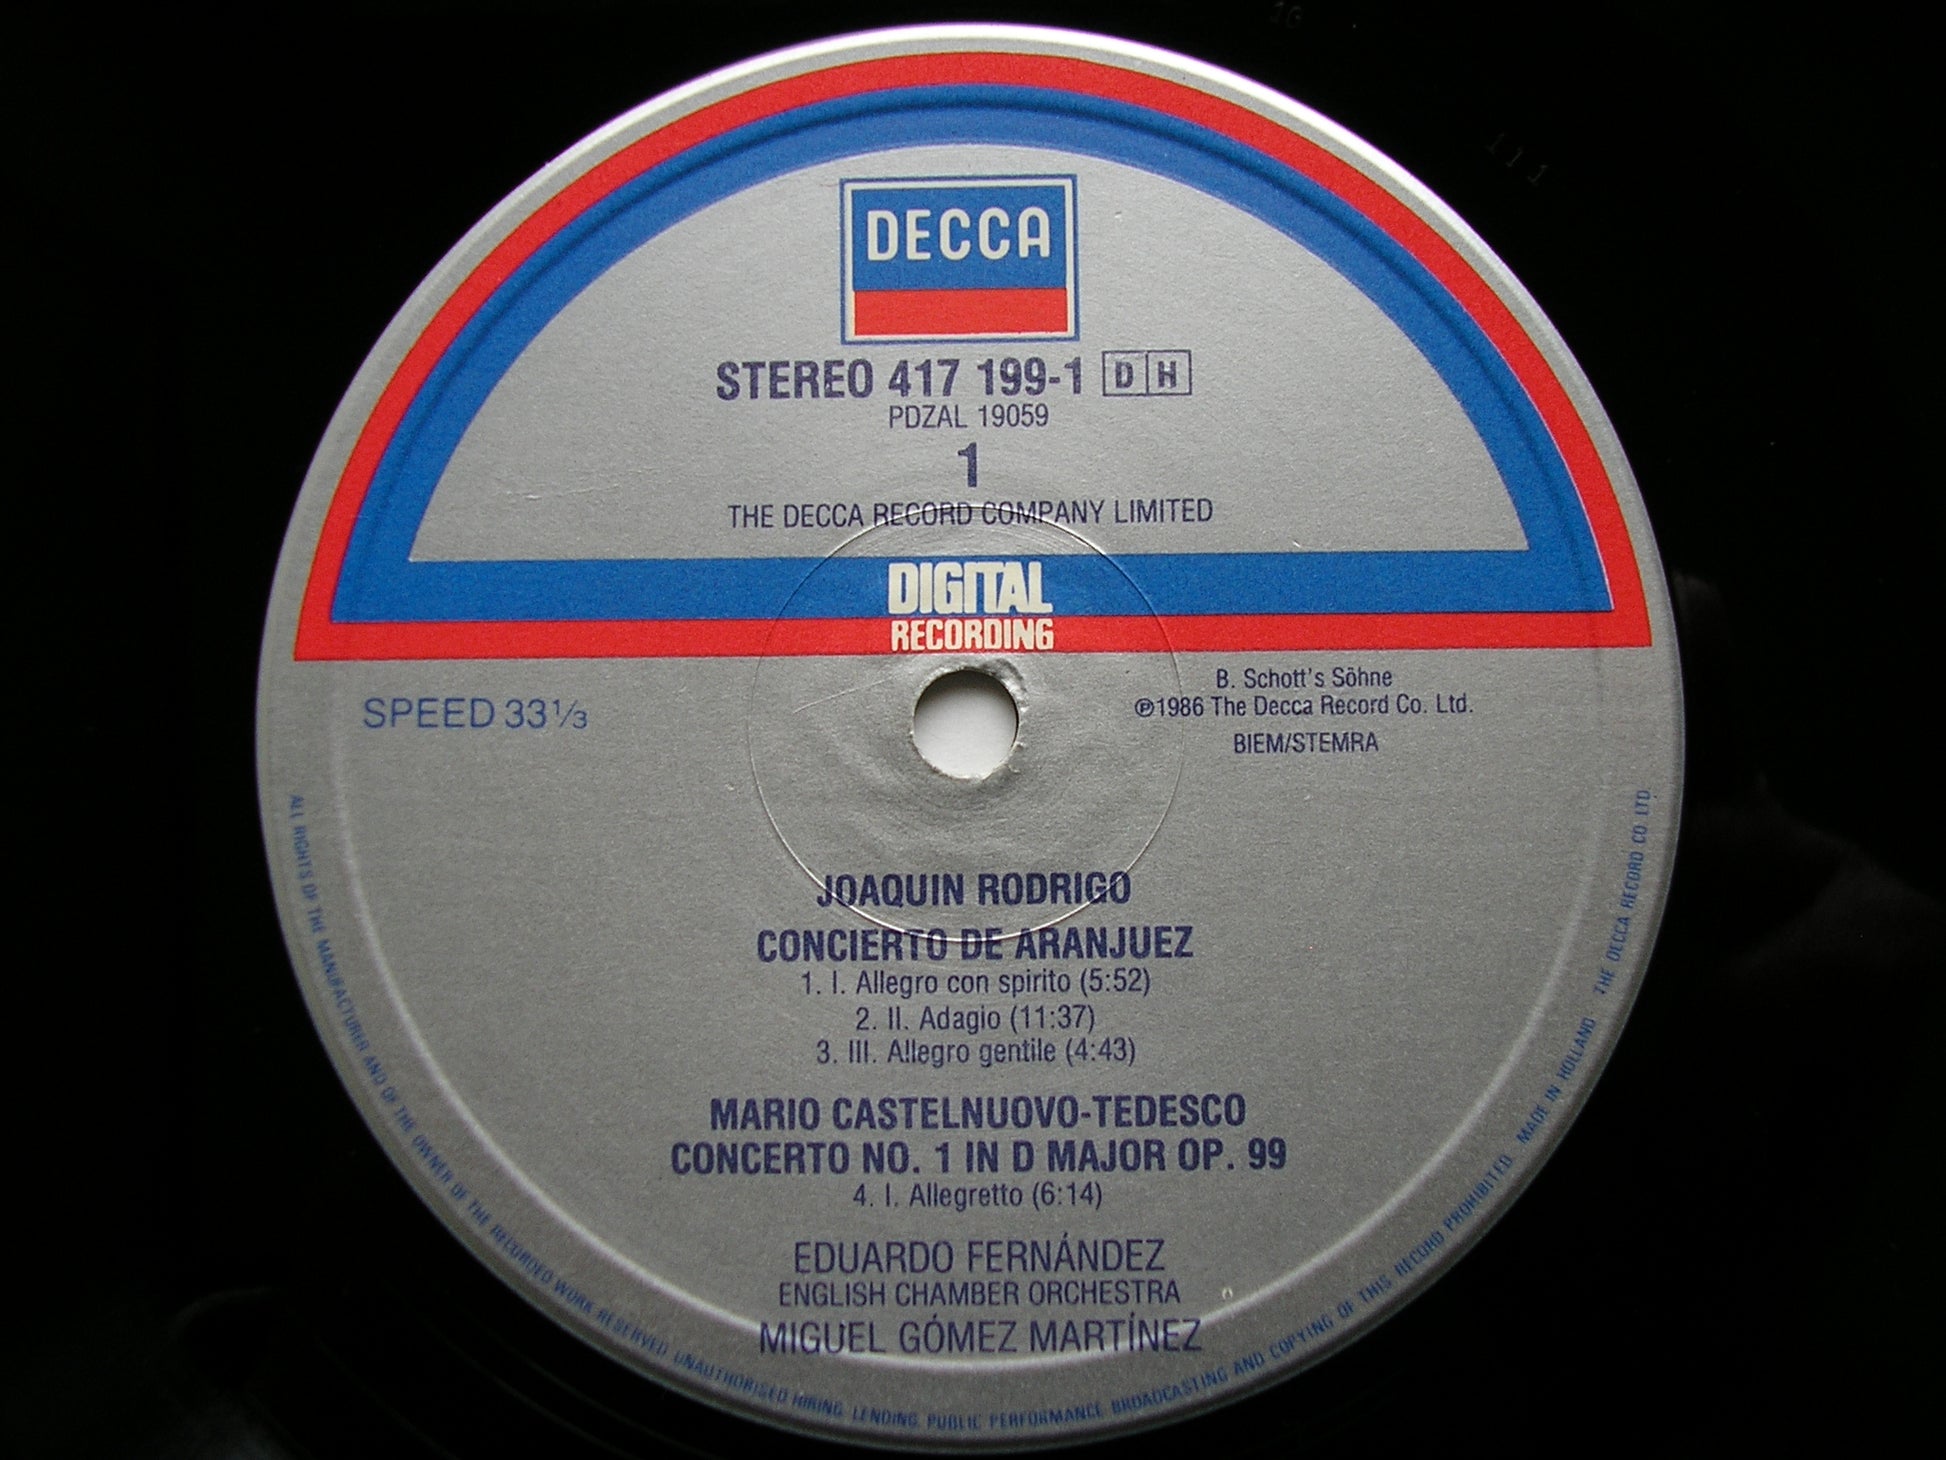 DECCA
STEREO 417 199-1 D H
PDZAL 19059
1
THE DECCA RECORD COMPANY LIMITED
DIGITAL
RECORDING
SPEED 33⅓
B. Schott's Söhne
℗1986 The Decca Record Co. Ltd.
BIEM/STEMRA
JOAQUIN RODRIGO
CONCIERTO DE ARANJUEZ
1. I. Allegro con spirito (5:52)
2. II. Adagio (11:37)
3. III. Allegro gentile (4:43)
MARIO CASTELNUOVO-TEDESCO
CONCERTO NO. 1 IN D MAJOR OP. 99
4. I. Allegretto (6:14)
EDUARDO FERNÁNDEZ
ENGLISH CHAMBER ORCHESTRA
MIGUEL GÓMEZ MARTÍNEZ
ALL RIGHTS OF THE MANUFACTURER AND OF THE OWNER OF THE RECORDED WORK RESERVED. UNAUTHORISED HIRING, LENDING, PUBLIC PERFORMANCE, BROADCASTING AND COPYING OF THIS RECORD PROHIBITED. MADE IN HOLLAND THE DECCA RECORD CO LTD.
1G
111